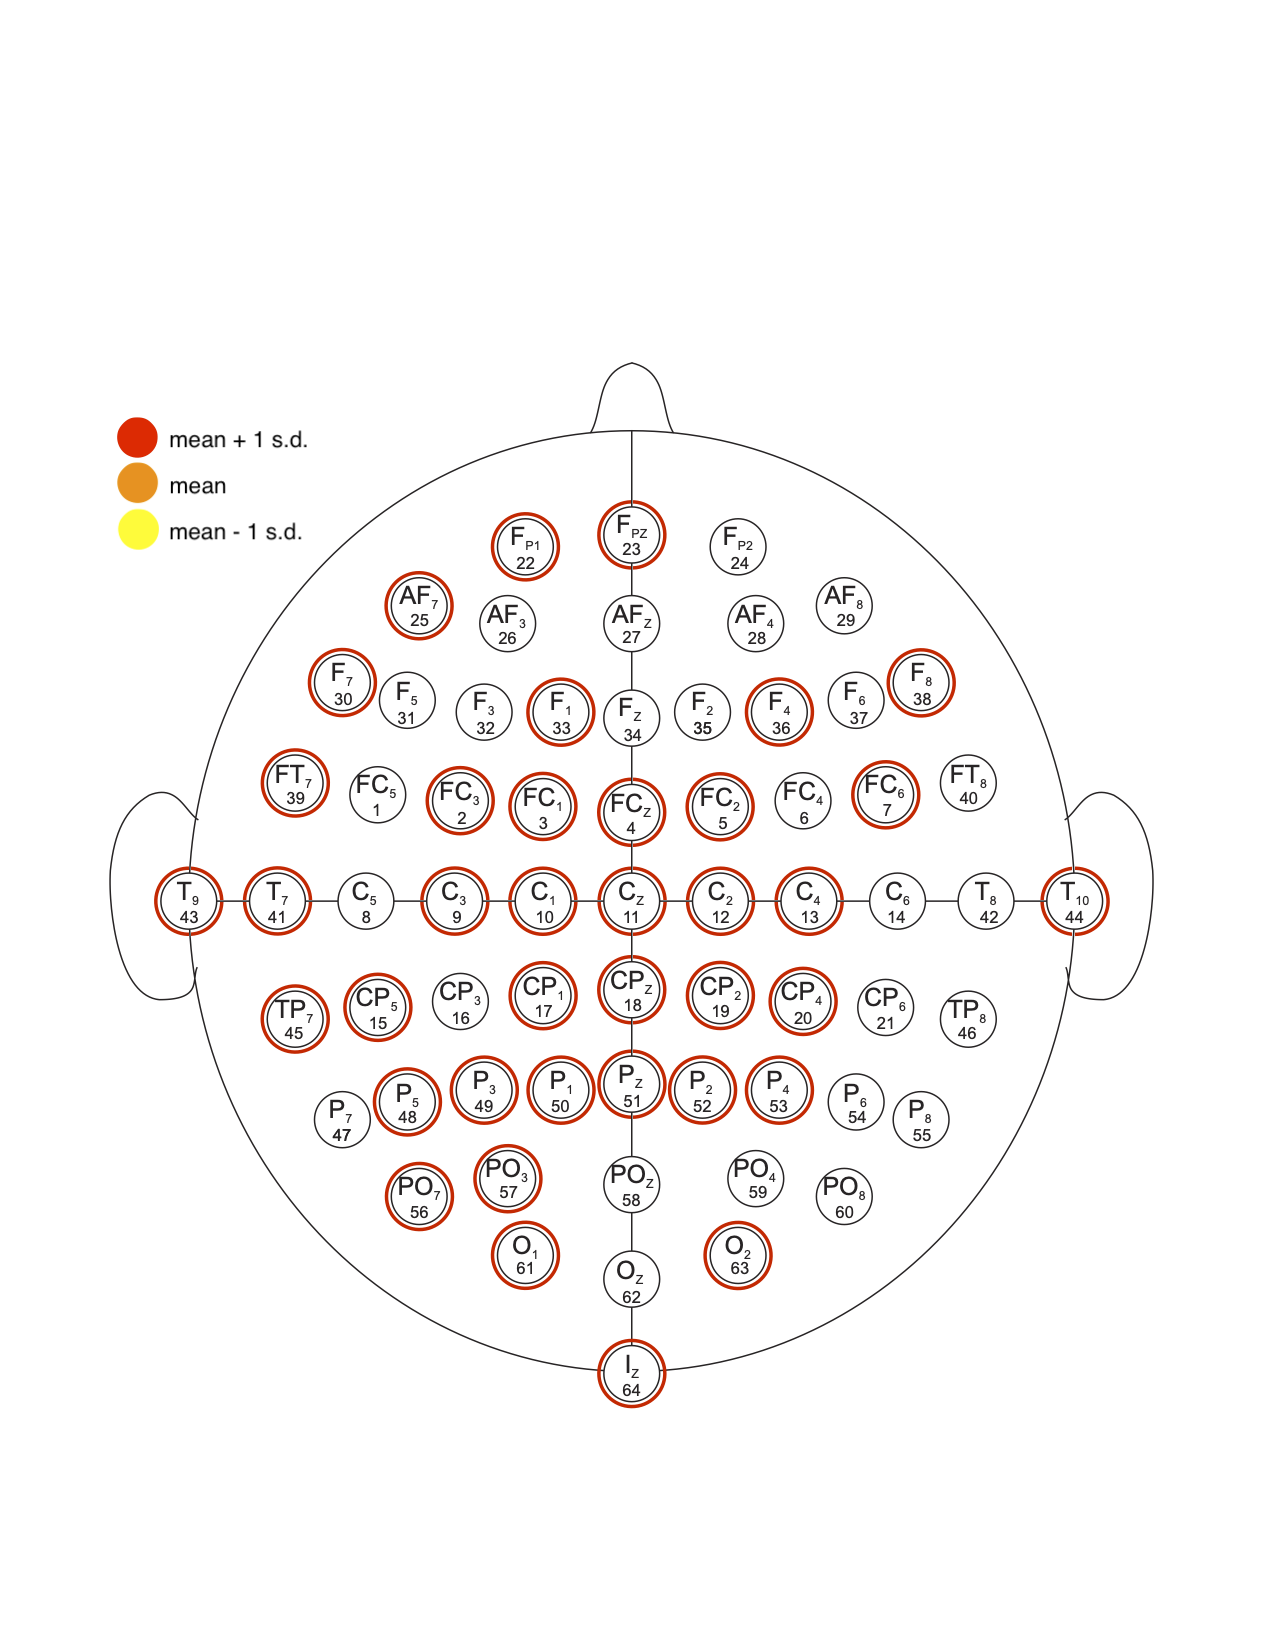 mean + 1 s.d.
mean
mean - 1 s.d.
FP1 FPZ FP2
22 23 24
AF7 AF3 AFZ AF4 AF8
25 26 27 28 29
F7 F5 F3 F1 FZ F2 F4 F6 F8
30 31 32 33 34 35 36 37 38
FT7 FC5 FC3 FC1 FCZ FC2 FC4 FC6 FT8
39 1 2 3 4 5 6 7 40
T9 T7 C5 C3 C1 CZ C2 C4 C6 T8 T10
43 41 8 9 10 11 12 13 14 42 44
TP7 CP5 CP3 CP1 CPZ CP2 CP4 CP6 TP8
45 15 16 17 18 19 20 21 46
P7 P5 P3 P1 PZ P2 P4 P6 P8
47 48 49 50 51 52 53 54 55
PO7 PO3 POZ PO4 PO8
56 57 58 59 60
O1 OZ O2
61 62 63
IZ
64